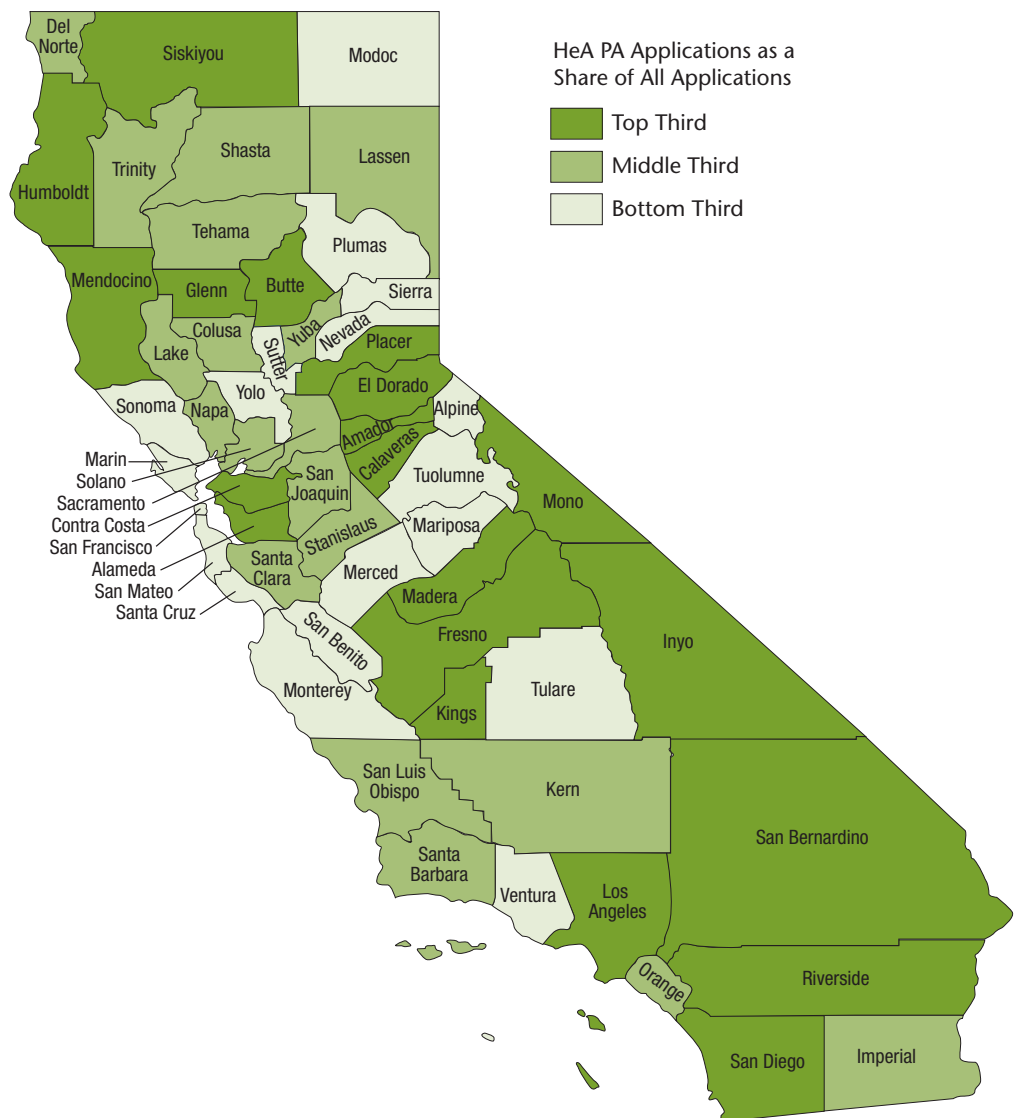 Del
Norte
Siskiyou
Modoc
HeA PA Applications as a
Share of All Applications
Top Third
Middle Third
Bottom Third
Humboldt
Trinity
Shasta
Lassen
Tehama
Plumas
Mendocino
Glenn
Butte
Sierra
Colusa
Yuba
Nevada
Lake
Sutter
Placer
El Dorado
Sonoma
Napa
Yolo
Alpine
Amador
Calaveras
Marin
Solano
Sacramento
Contra Costa
San Francisco
Alameda
San Mateo
Santa Cruz
San
Joaquin
Tuolumne
Mono
Stanislaus
Mariposa
Santa
Clara
Merced
Madera
San Benito
Fresno
Inyo
Monterey
Kings
Tulare
San Luis
Obispo
Kern
San Bernardino
Santa
Barbara
Ventura
Los
Angeles
Orange
Riverside
San Diego
Imperial